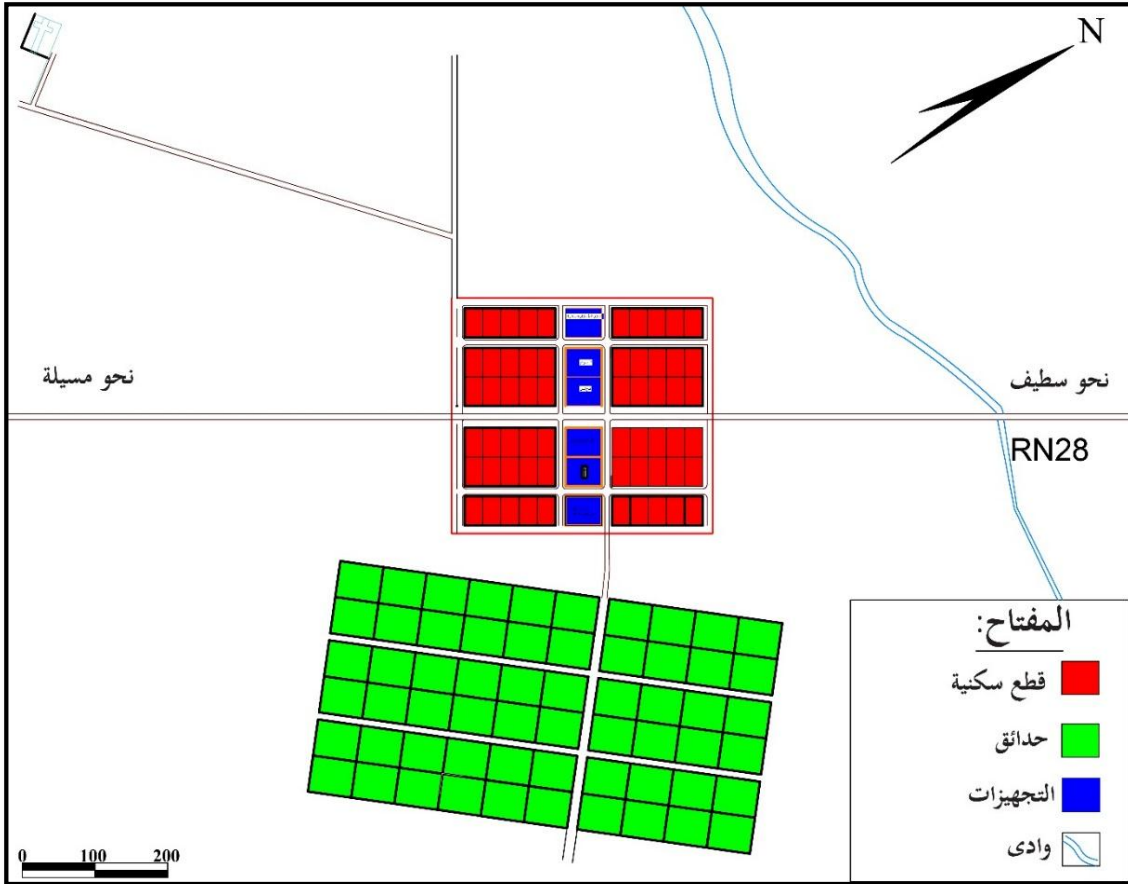 N
نحو مسيلة
نحو سطيف
RN28
المفتاح:
قطع سكنية
حدائق
التجهيزات
وادى
0 100 200